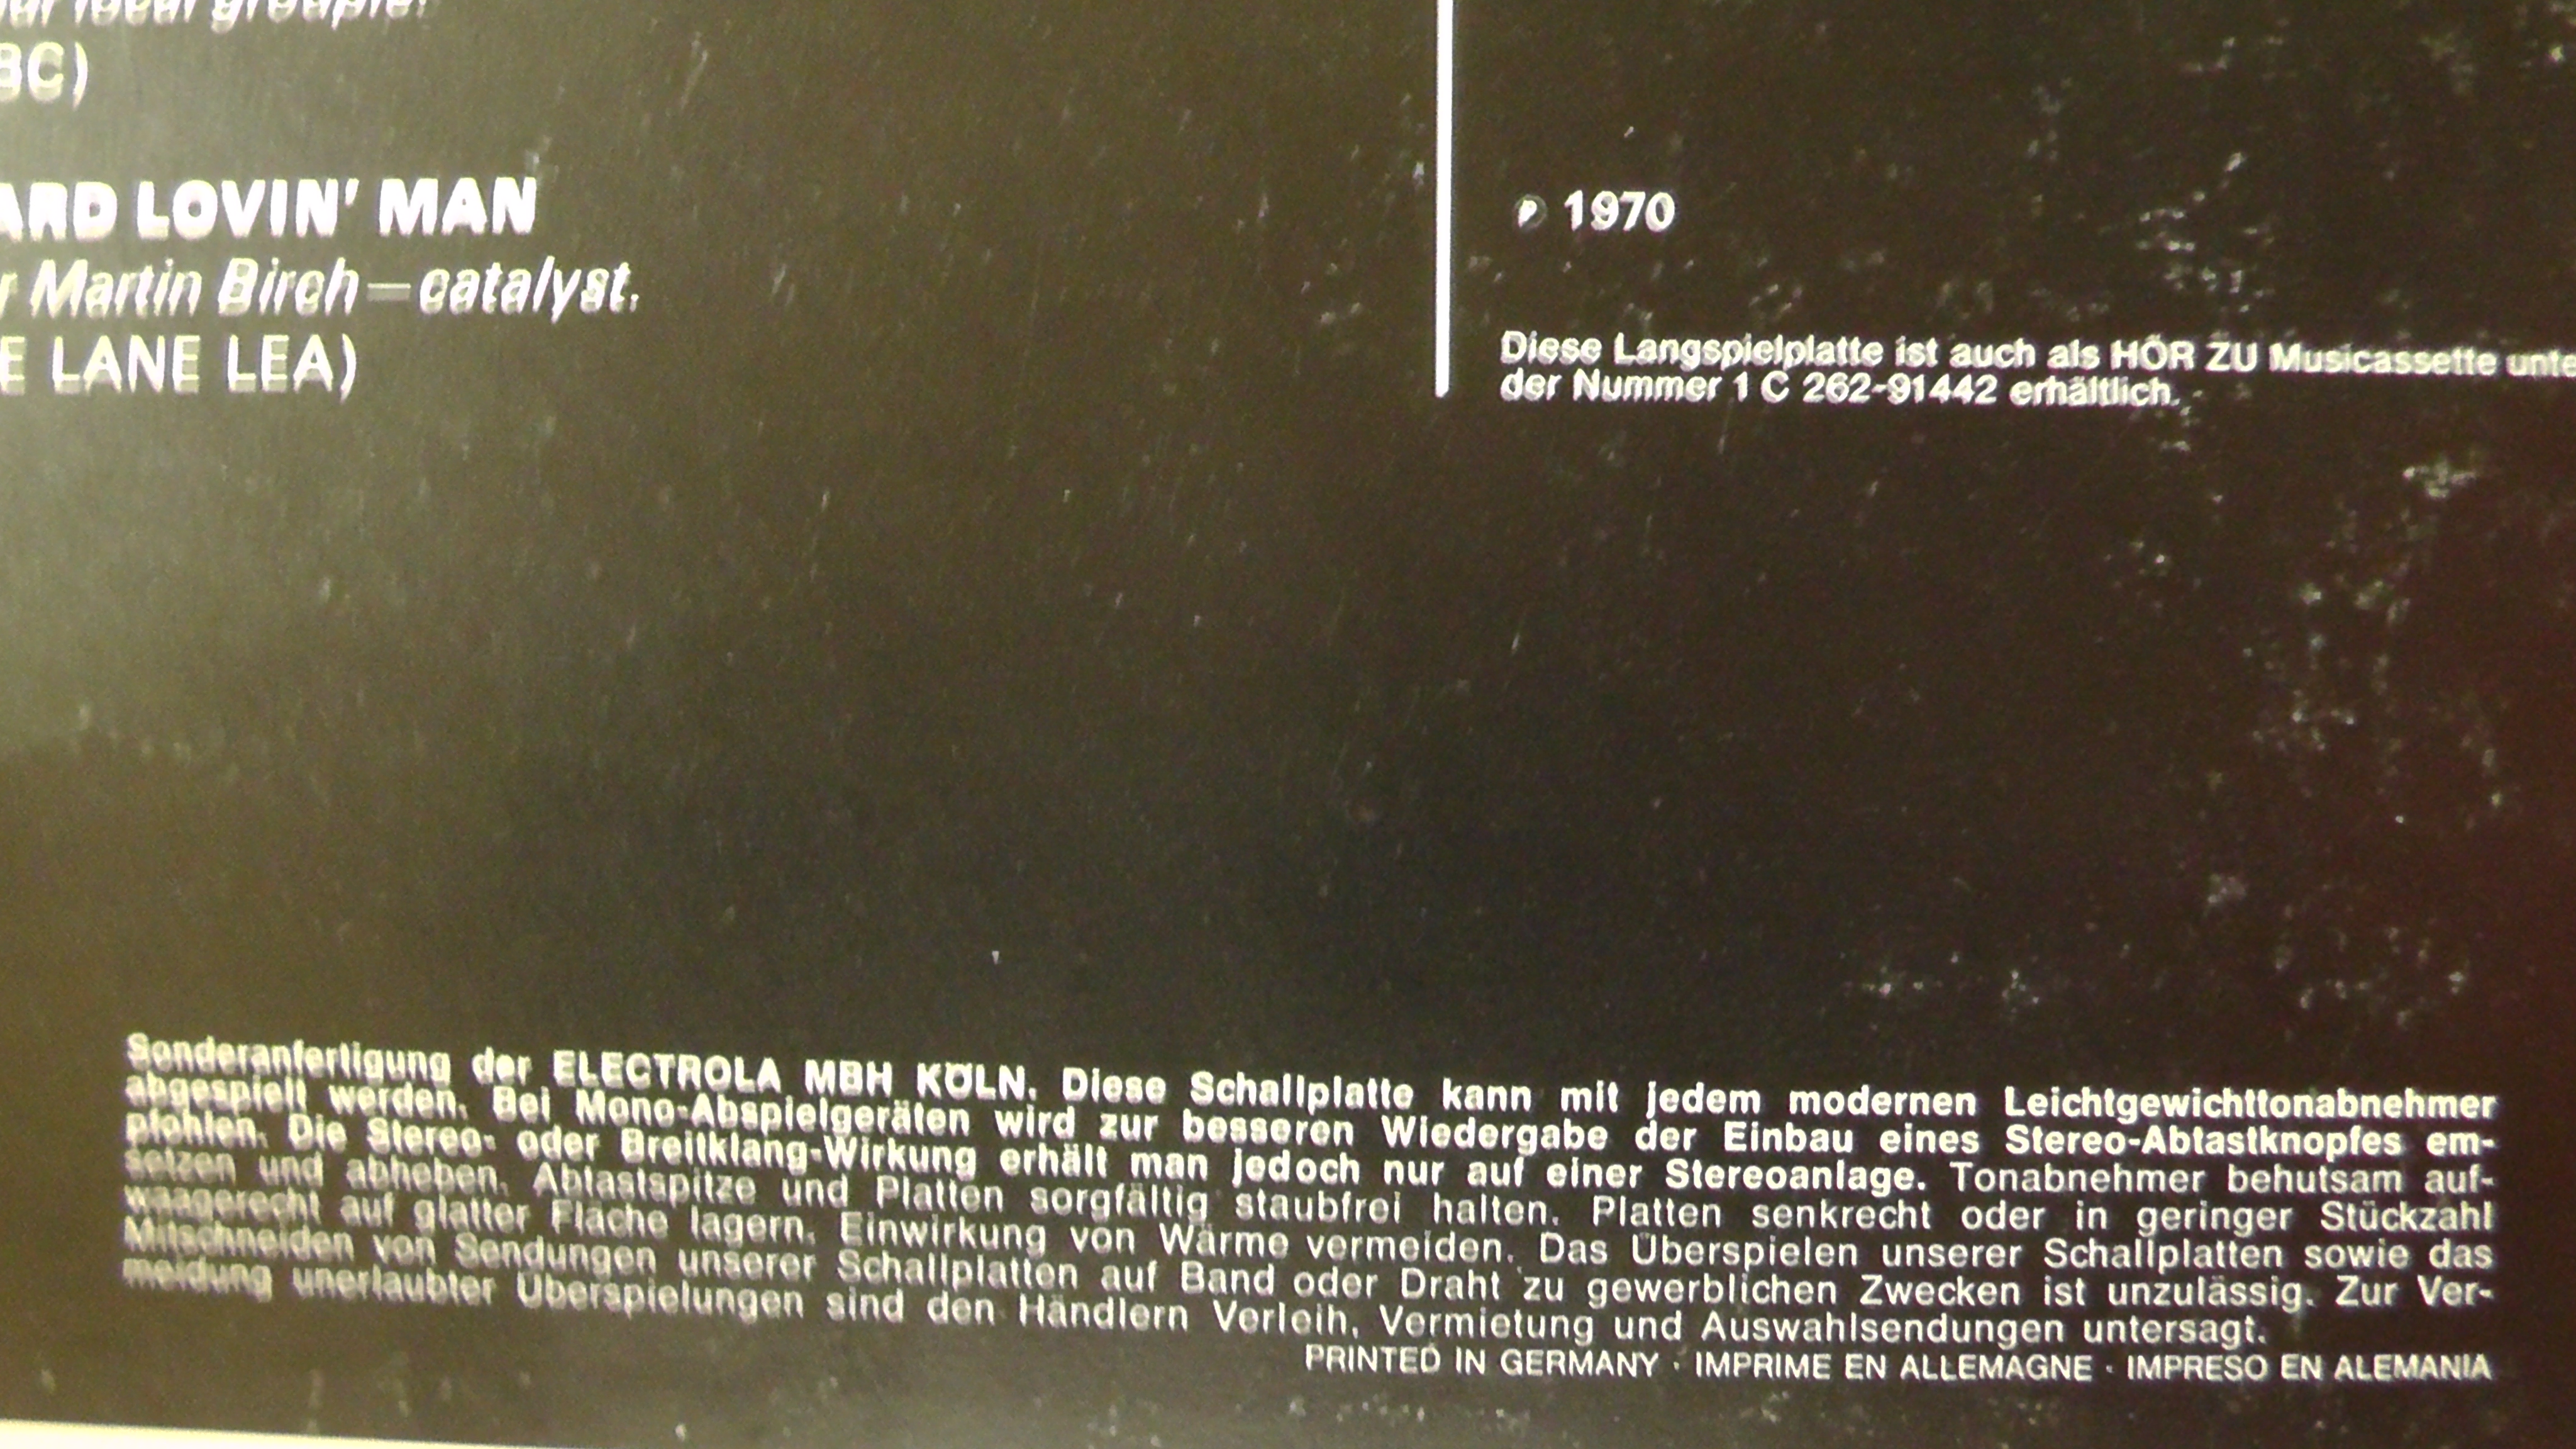 ur ideal groupie.
BC)
ARD LOVIN' MAN
r Martin Birch—catalyst.
E LANE LEA)
℗ 1970
Diese Langspielplatte ist auch als HÖR ZU Musicassette unte
der Nummer 1 C 262-91442 erhältlich.
Sonderanfertigung der ELECTROLA MBH KÖLN. Diese Schallplatte kann mit jedem modernen Leichtgewichttonabnehmer
abgespielt werden. Bei Mono-Abspielgeräten wird zur besseren Wiedergabe der Einbau eines Stereo-Abtastknopfes em-
pfohlen. Die Stereo- oder Breitklang-Wirkung erhält man jedoch nur auf einer Stereoanlage. Tonabnehmer behutsam auf-
setzen und abheben. Abtastspitze und Platten sorgfältig staubfrei halten. Platten senkrecht oder in geringer Stückzahl
waagerecht auf glatter Fläche lagern. Einwirkung von Wärme vermeiden. Das Überspielen unserer Schallplatten sowie das
Mitschneiden von Sendungen unserer Schallplatten auf Band oder Draht zu gewerblichen Zwecken ist unzulässig. Zur Ver-
meidung unerlaubter Überspielungen sind den Händlern Verleih, Vermietung und Auswahlsendungen untersagt.
PRINTED IN GERMANY · IMPRIME EN ALLEMAGNE · IMPRESO EN ALEMANIA